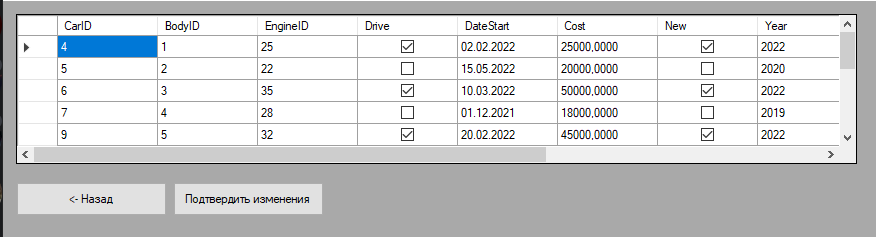 CarID BodyID EngineID Drive DateStart Cost New Year
4 1 25 02.02.2022 25000,0000 2022
5 2 22 15.05.2022 20000,0000 2020
6 3 35 10.03.2022 50000,0000 2022
7 4 28 01.12.2021 18000,0000 2019
9 5 32 20.02.2022 45000,0000 2022
<- Назад Подтвердить изменения